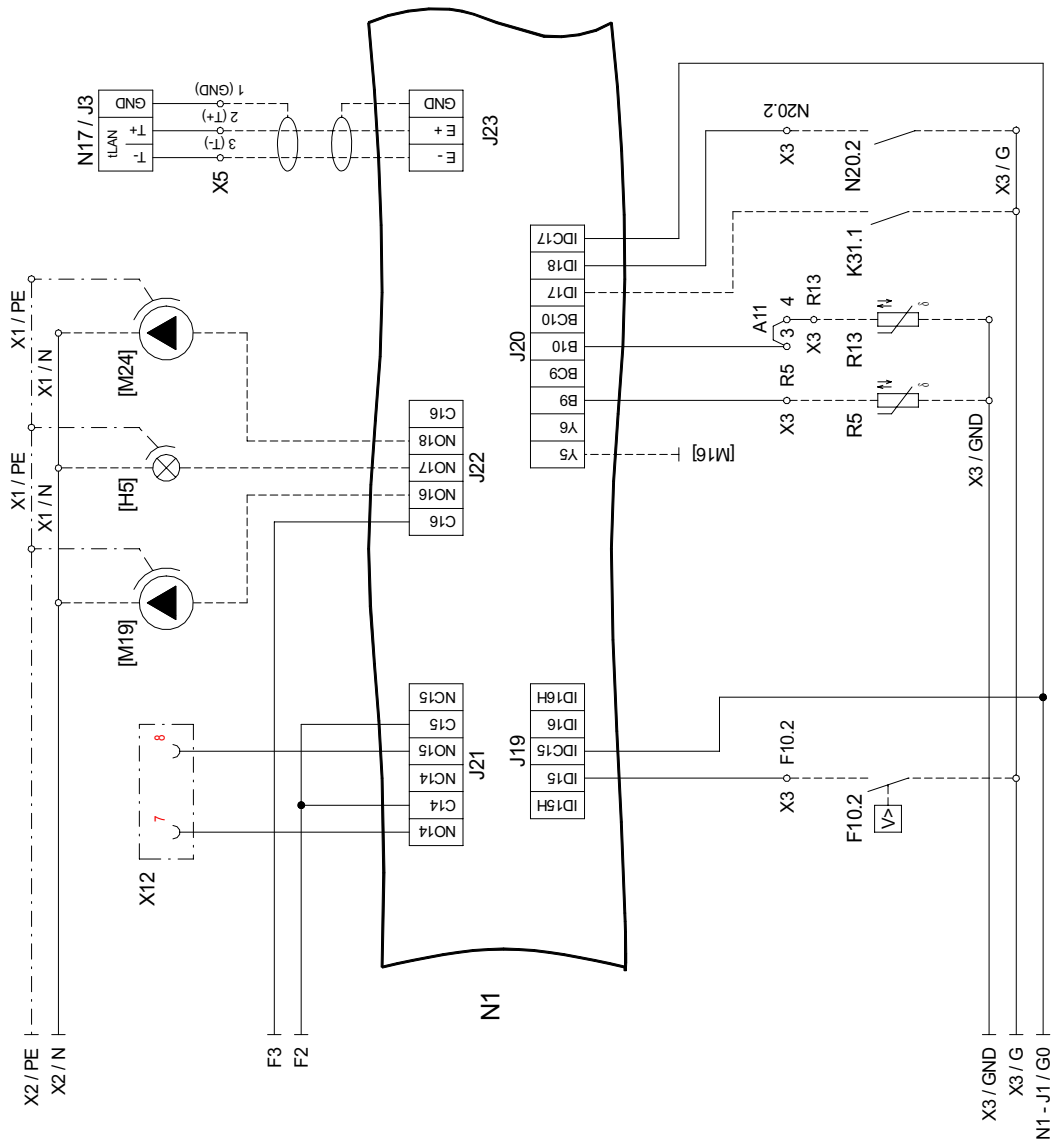 N17 / J3
tLAN
GND
T+
T-
1 (GND)
2 (T+)
3 (T-)
X5
GND
E +
E -
J23
X1 / PE
X1 / N
[M24]
X1 / PE
X1 / N
[H5]
[M19]
C16
NO18
NO17
NO16
C16
J22
X12
8
7
NC15
C15
NO15
NC14
C14
NO14
J21
X2 / PE
X2 / N
F3
F2
N1
J20
IDC17
ID18
ID17
BC10
B10
BC9
B9
Y6
Y5
[M16]
J19
ID16H
ID16
IDC15
ID15
ID15H
N20.2
X3
N20.2
X3 / G
K31.1
A11
3
4
X3
R13
R13
ϑ
X3
R5
R5
ϑ
X3 / GND
X3
F10.2
F10.2
V>
X3 / GND
X3 / G
N1 - J1 / G0